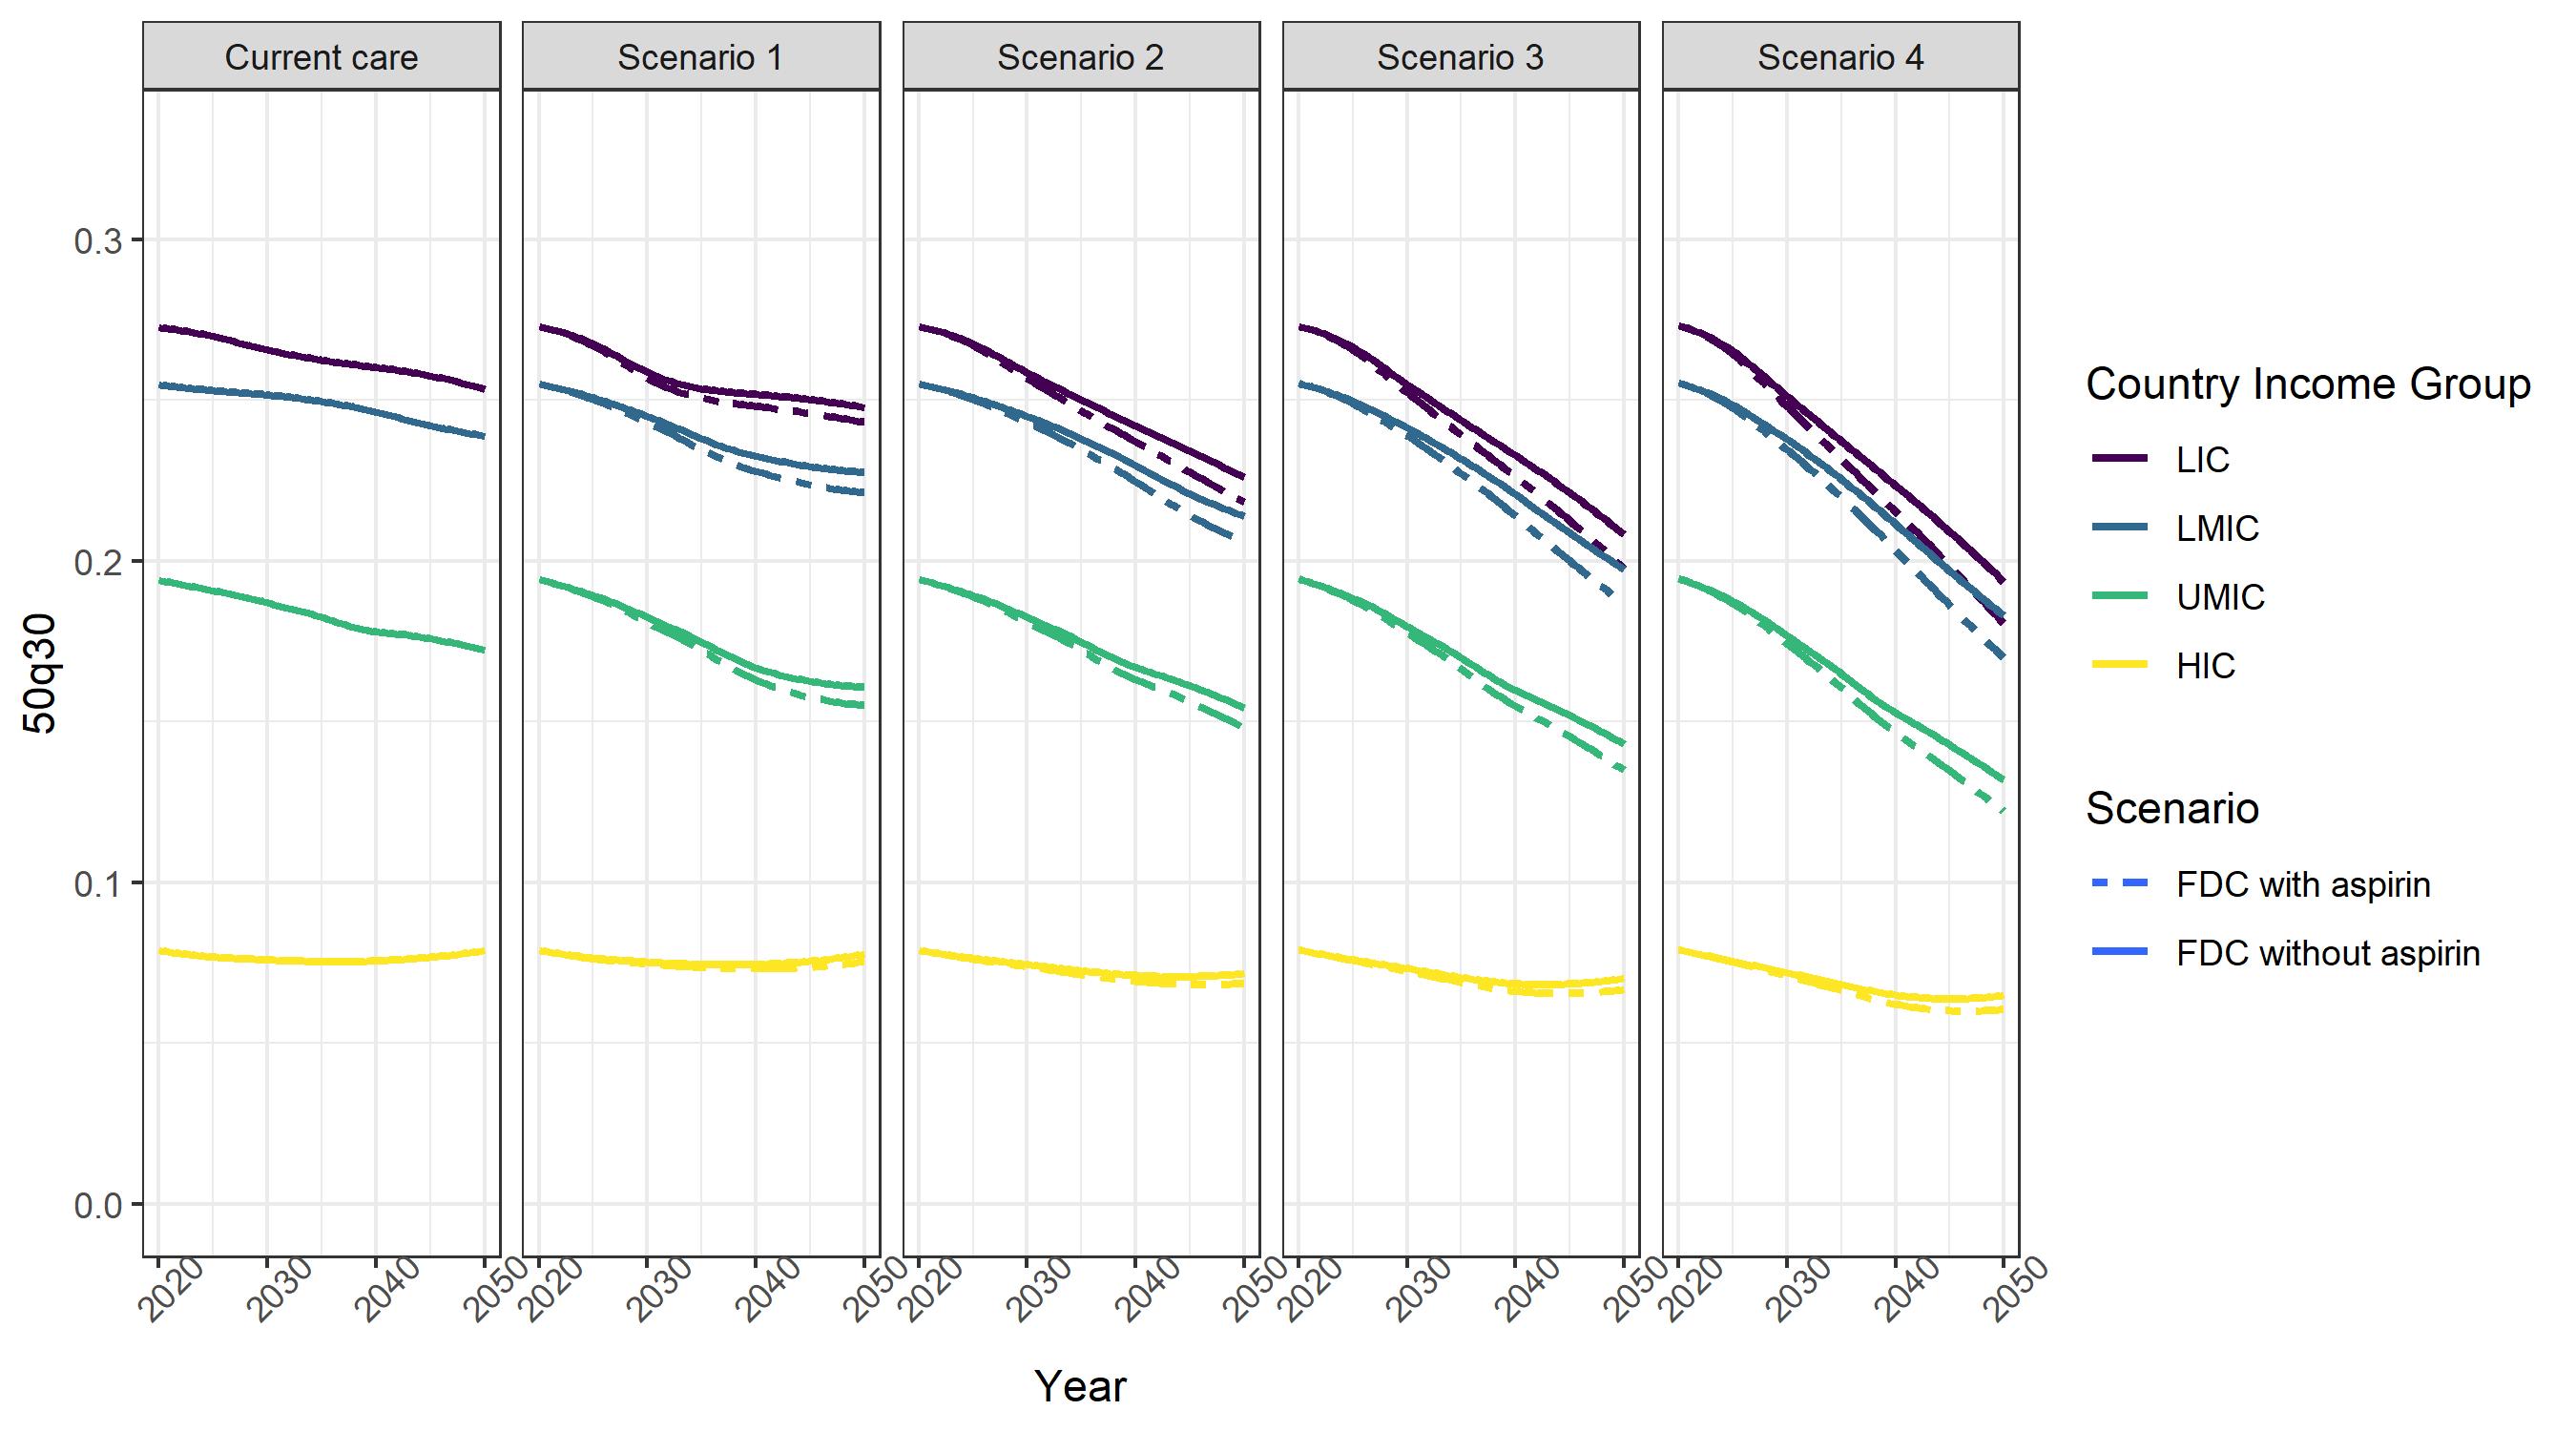 Current care Scenario 1 Scenario 2 Scenario 3 Scenario 4
0.3
0.2
0.1
0.0
50q30
2020 2030 2040 2050 2020 2030 2040 2050 2020 2030 2040 2050 2020 2030 2040 2050 2020 2030 2040 2050
Year
Country Income Group
LIC
LMIC
UMIC
HIC
Scenario
FDC with aspirin
FDC without aspirin